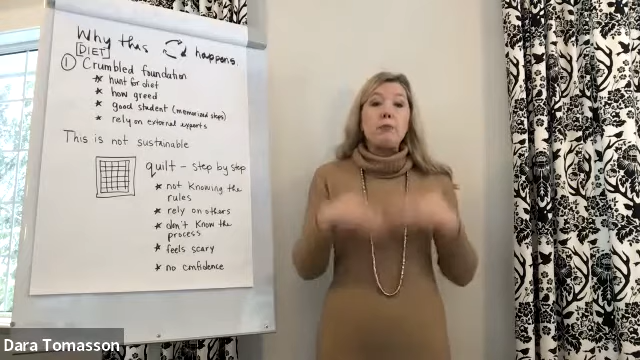 Why this
DIET happens.
① Crumbled foundation
* hunt for diet
* how greed
* good student (memorized steps)
* rely on external experts
This is not sustainable
quilt - step by step
* not knowing the
rules
* rely on others
* don't know the
process
* feels scary
* no confidence
Dara Tomasson